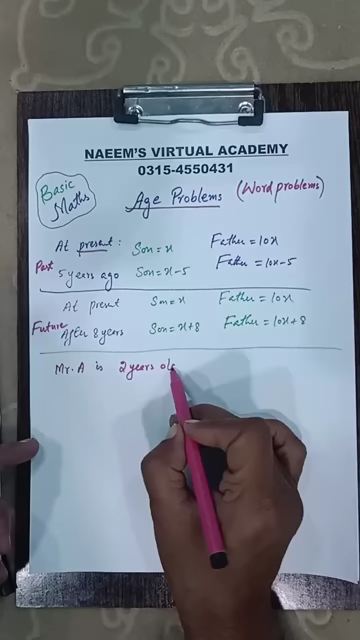 NAEEM's VIRTUAL ACADEMY
0315-4550431
Basic Maths
Age Problems (Word problems)
At present : Son = x Father = 10x
Past
5 years ago Son = x-5 Father = 10x-5
At present Son = x Father = 10x
Future
After 8 years Son = x+8 Father = 10x+8
Mr. A is 2 years old